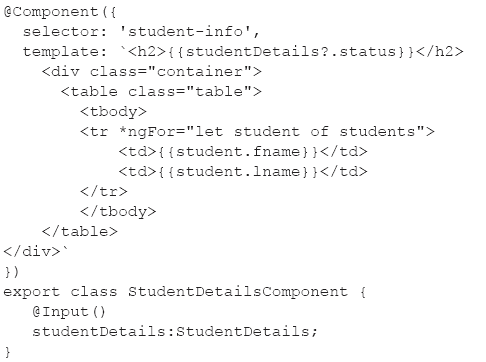 @Component({
  selector: 'student-info',
  template: `<h2>{{studentDetails?.status}}</h2>
    <div class="container">
      <table class="table">
        <tbody>
        <tr *ngFor="let student of students">
            <td>{{student.fname}}</td>
            <td>{{student.lname}}</td>
        </tr>
        </tbody>
    </table>
</div>`
})
export class StudentDetailsComponent {
   @Input()
   studentDetails:StudentDetails;
}